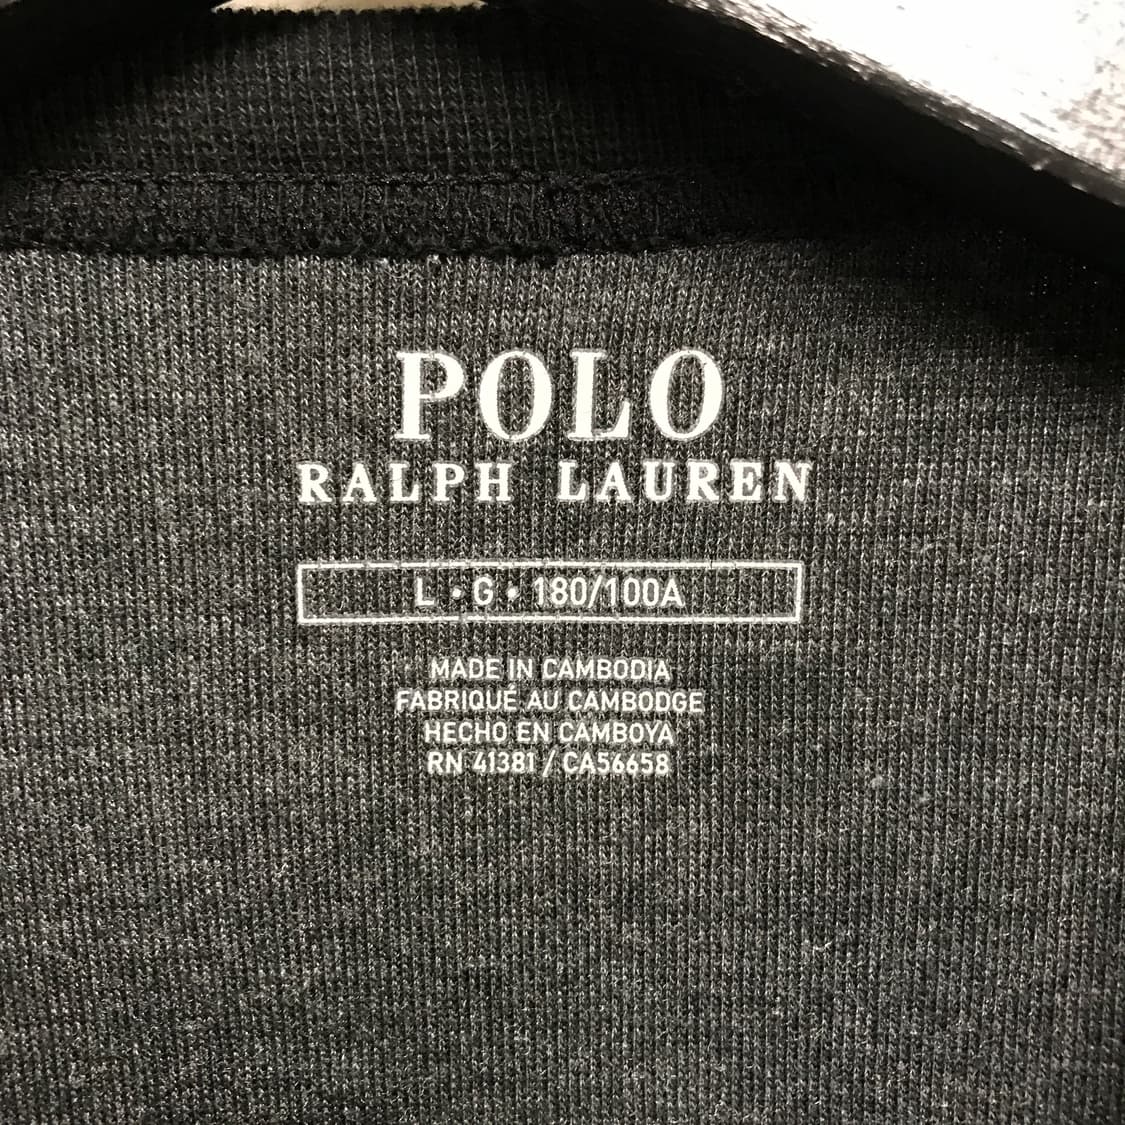 POLO
RALPH LAUREN
L • G • 180/100A
MADE IN CAMBODIA
FABRIQUÉ AU CAMBODGE
HECHO EN CAMBOYA
RN 41381 / CA56658